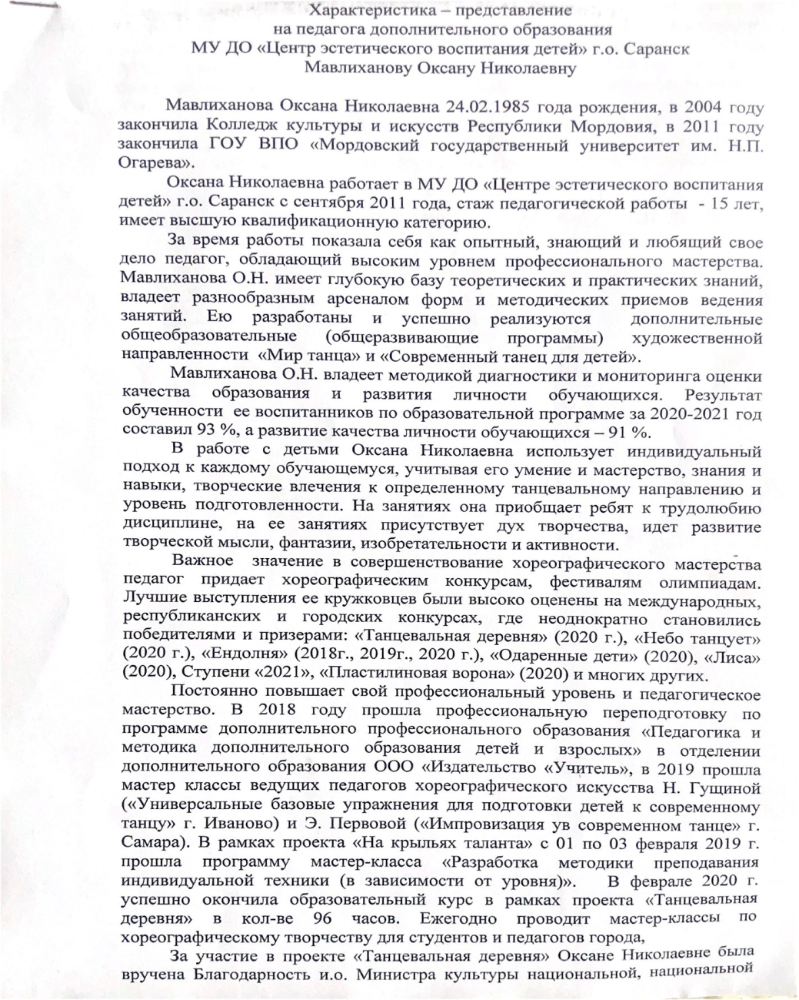 Характеристика – представление
на педагога дополнительного образования
МУ ДО «Центр эстетического воспитания детей» г.о. Саранск
Мавлиханову Оксану Николаевну
Мавлиханова Оксана Николаевна 24.02.1985 года рождения, в 2004 году
закончила Колледж культуры и искусств Республики Мордовия, в 2011 году
закончила ГОУ ВПО «Мордовский государственный университет им. Н.П.
Огарева».
Оксана Николаевна работает в МУ ДО «Центре эстетического воспитания
детей» г.о. Саранск с сентября 2011 года, стаж педагогической работы - 15 лет,
имеет высшую квалификационную категорию.
За время работы показала себя как опытный, знающий и любящий свое
дело педагог, обладающий высоким уровнем профессионального мастерства.
Мавлиханова О.Н. имеет глубокую базу теоретических и практических знаний,
владеет разнообразным арсеналом форм и методических приемов ведения
занятий. Ею разработаны и успешно реализуются дополнительные
общеобразовательные (общеразвивающие программы) художественной
направленности «Мир танца» и «Современный танец для детей».
Мавлиханова О.Н. владеет методикой диагностики и мониторинга оценки
качества образования и развития личности обучающихся. Результат
обученности ее воспитанников по образовательной программе за 2020-2021 год
составил 93 %, а развитие качества личности обучающихся – 91 %.
В работе с детьми Оксана Николаевна использует индивидуальный
подход к каждому обучающемуся, учитывая его умение и мастерство, знания и
навыки, творческие влечения к определенному танцевальному направлению и
уровень подготовленности. На занятиях она приобщает ребят к трудолюбию
дисциплине, на ее занятиях присутствует дух творчества, идет развитие
творческой мысли, фантазии, изобретательности и активности.
Важное значение в совершенствование хореографического мастерства
педагог придает хореографическим конкурсам, фестивалям олимпиадам.
Лучшие выступления ее кружковцев были высоко оценены на международных,
республиканских и городских конкурсах, где неоднократно становились
победителями и призерами: «Танцевальная деревня» (2020 г.), «Небо танцует»
(2020 г.), «Ендолня» (2018г., 2019г., 2020 г.), «Одаренные дети» (2020), «Лиса»
(2020), Ступени «2021», «Пластилиновая ворона» (2020) и многих других.
Постоянно повышает свой профессиональный уровень и педагогическое
мастерство. В 2018 году прошла профессиональную переподготовку по
программе дополнительного профессионального образования «Педагогика и
методика дополнительного образования детей и взрослых» в отделении
дополнительного образования ООО «Издательство «Учитель», в 2019 прошла
мастер классы ведущих педагогов хореографического искусства Н. Гущиной
(«Универсальные базовые упражнения для подготовки детей к современному
танцу» г. Иваново) и Э. Первовой («Импровизация ув современном танце» г.
Самара). В рамках проекта «На крыльях таланта» с 01 по 03 февраля 2019 г.
прошла программу мастер-класса «Разработка методики преподавания
индивидуальной техники (в зависимости от уровня)». В феврале 2020 г.
успешно окончила образовательный курс в рамках проекта «Танцевальная
деревня» в кол-ве 96 часов. Ежегодно проводит мастер-классы по
хореографическому творчеству для студентов и педагогов города,
За участие в проекте «Танцевальная деревня» Оксане Николаевне была
вручена Благодарность и.о. Министра культуры национальной, национальной